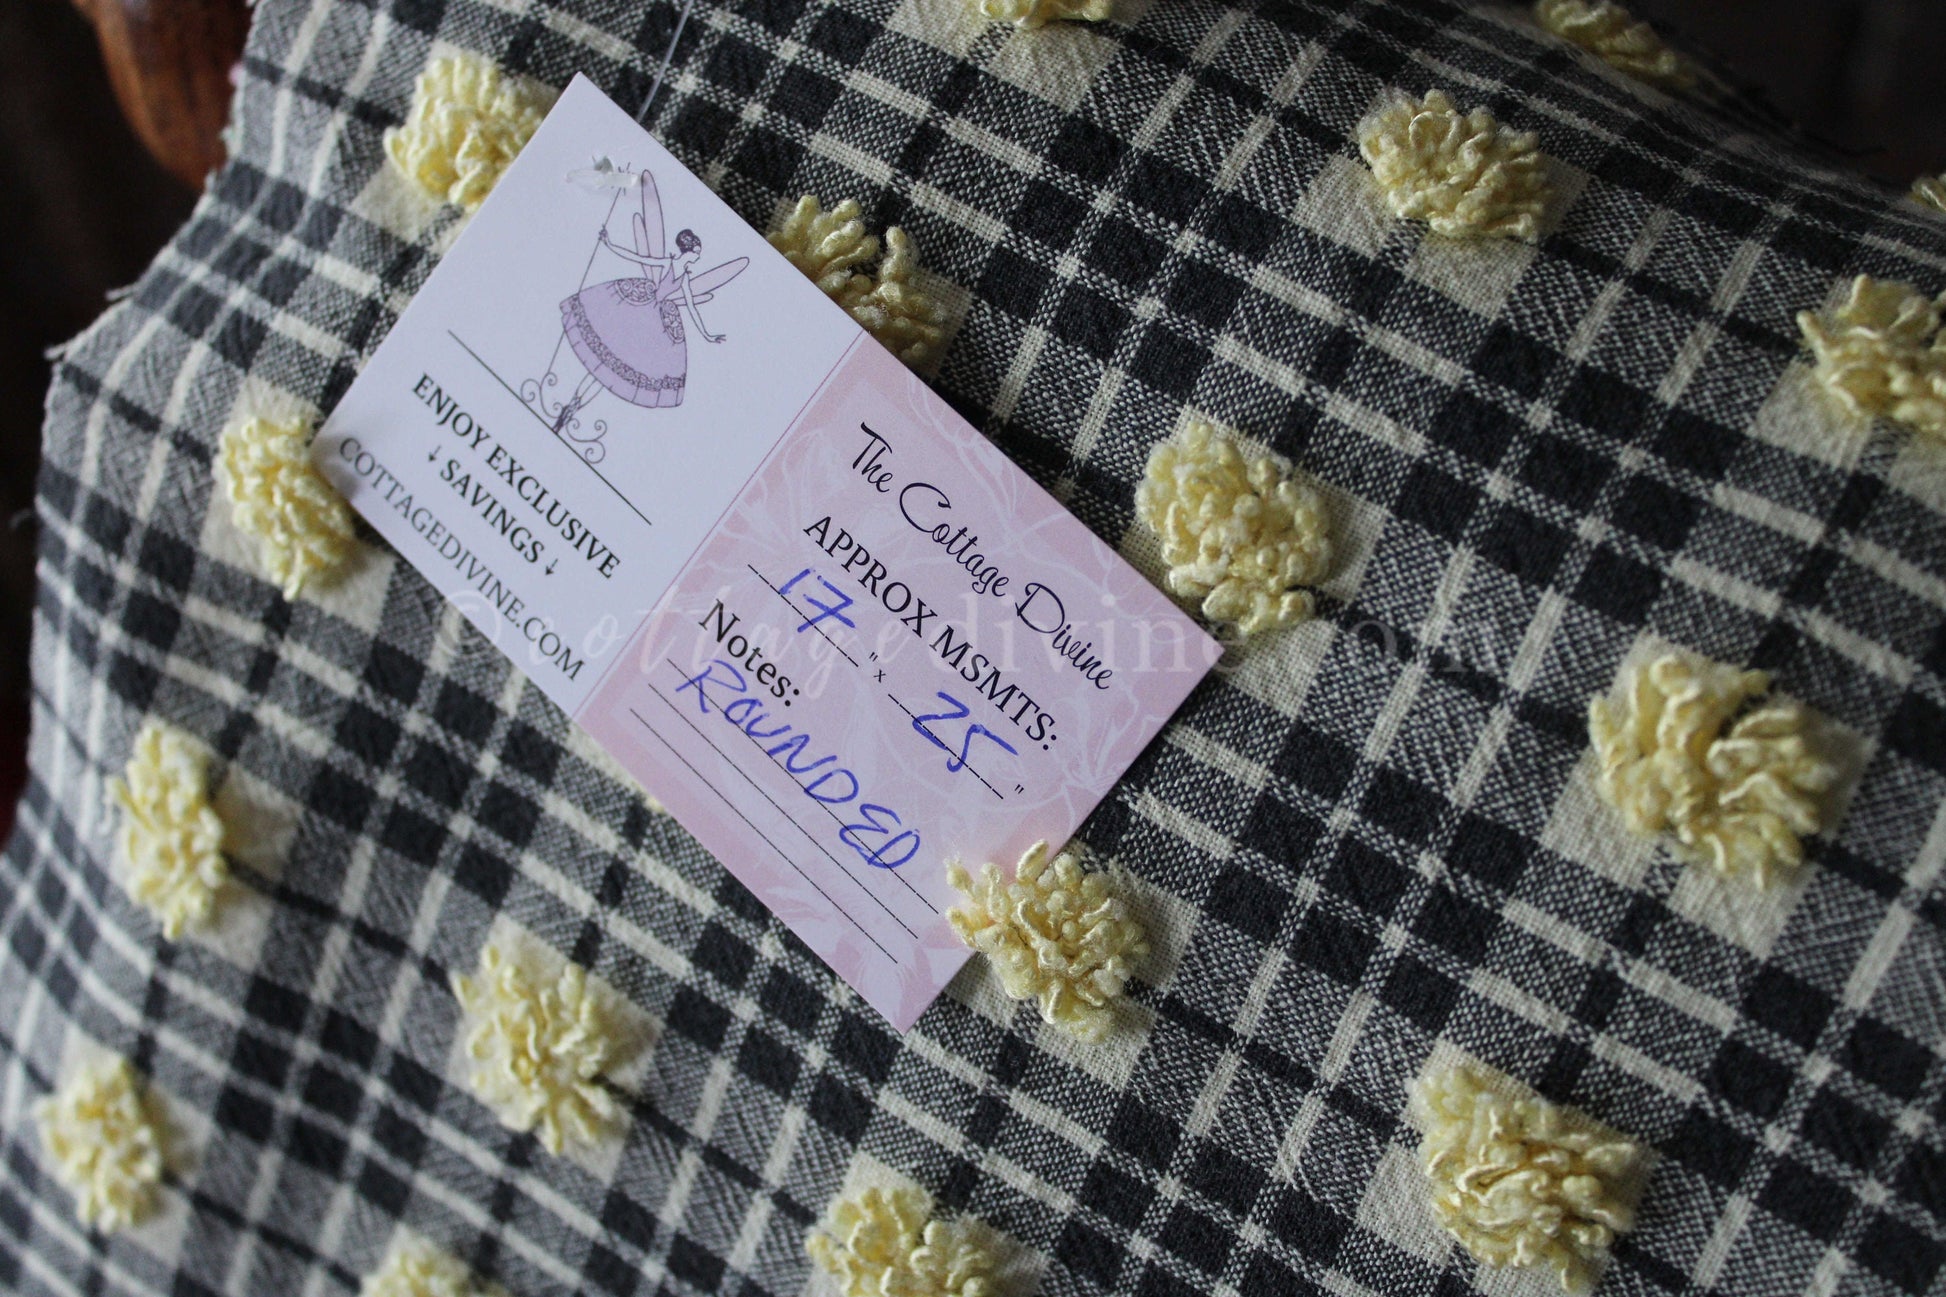 ENJOY EXCLUSIVE
↓ SAVINGS ↓
COTTAGEDIVINE.COM
The Cottage Divine
APPROX MSMTS:
17 " x 25 "
Notes:
ROUNDED
© cottagedivine.com